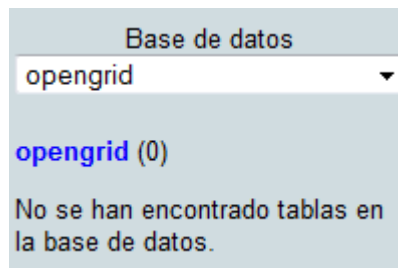 Base de datos
opengrid
opengrid (0)
No se han encontrado tablas en
la base de datos.